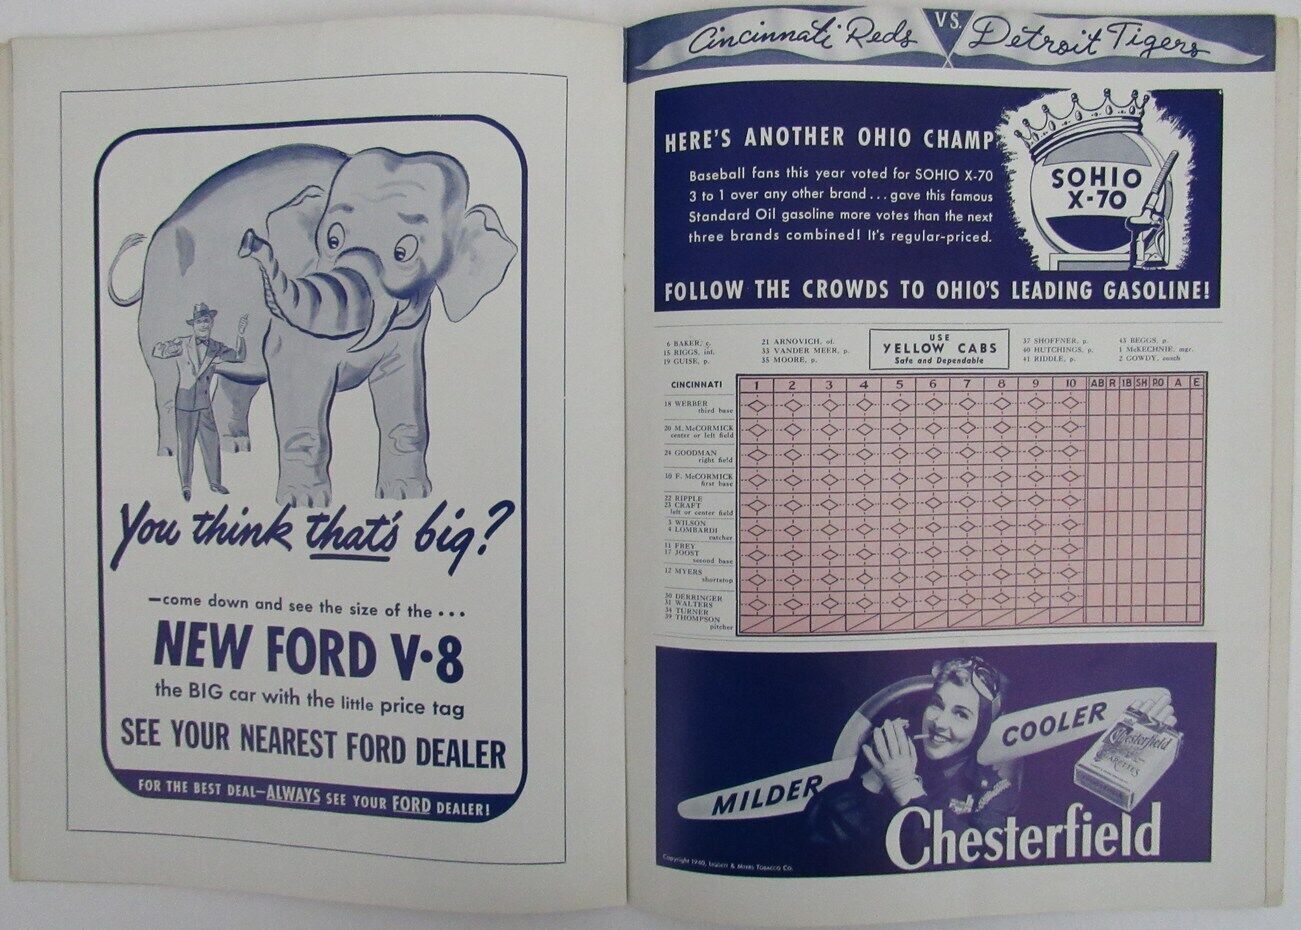 You think that's big?
—come down and see the size of the...
NEW FORD V•8
the BIG car with the little price tag
SEE YOUR NEAREST FORD DEALER
FOR THE BEST DEAL—ALWAYS SEE YOUR FORD DEALER!
Cincinnati Reds VS. Detroit Tigers
HERE'S ANOTHER OHIO CHAMP
Baseball fans this year voted for SOHIO X-70
3 to 1 over any other brand...gave this famous
Standard Oil gasoline more votes than the next
three brands combined! It's regular-priced.
SOHIO
X-70
FOLLOW THE CROWDS TO OHIO'S LEADING GASOLINE!
6 BAKER, c.
15 RIGGS, inf.
19 GUISE, p.
21 ARNOVICH, of.
33 VANDER MEER, p.
35 MOORE, p.
USE
YELLOW CABS
Safe and Dependable
37 SHOFFNER, p.
40 HUTCHINGS, p.
41 RIDDLE, p.
43 BEGGS, p.
1 McKECHNIE, mgr.
2 GOWDY, coach
CINCINNATI 1 2 3 4 5 6 7 8 9 10 AB R 1B SH PO A E
18 WERBER
third base
20 M. McCORMICK
center or left field
24 GOODMAN
right field
10 F. McCORMICK
first base
22 RIPPLE
23 CRAFT
left or center field
3 WILSON
4 LOMBARDI
catcher
11 FREY
17 JOOST
second base
12 MYERS
shortstop
30 DERRINGER
31 WALTERS
34 TURNER
39 THOMPSON
pitcher
MILDER
COOLER
Chesterfield
CIGARETTES
Chesterfield
Copyright 1940, LIGGETT & MYERS TOBACCO CO.